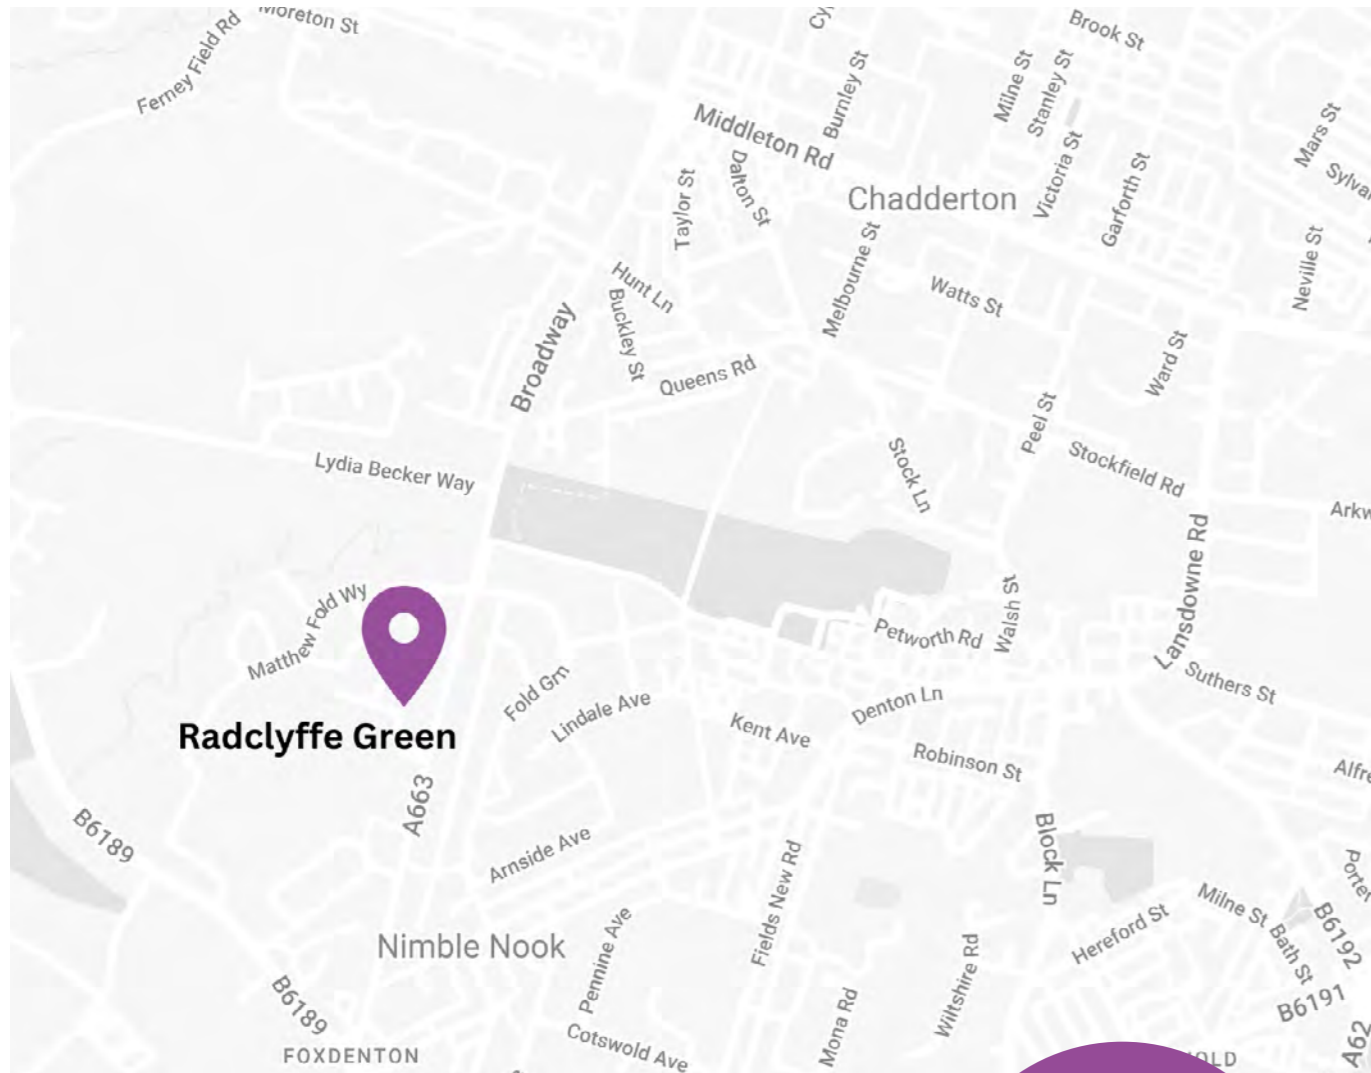 Moreton St
Ferney Field Rd
Brook St
Milne St
Stanley St
Burnley St
Middleton Rd
Mars St
Dalton St
Taylor St
Victoria St
Garforth St
Chadderton
Neville St
Melbourne St
Hunt Ln
Watts St
Buckley St
Broadway
Queens Rd
Ward St
Peel St
Stock Ln
Stockfield Rd
Lydia Becker Way
Lansdowne Rd
Matthew Fold Wy
Walsh St
Petworth Rd
Suthers St
Fold Grn
Lindale Ave
Denton Ln
Kent Ave
Radclyffe Green
Robinson St
A663
B6189
Arnside Ave
Block Ln
Fields New Rd
Milne St
Hereford St
B6192
Bath St
Nimble Nook
Pennine Ave
Wiltshire Rd
B6189
Mona Rd
B6191
Cotswold Ave
FOXDENTON
A62